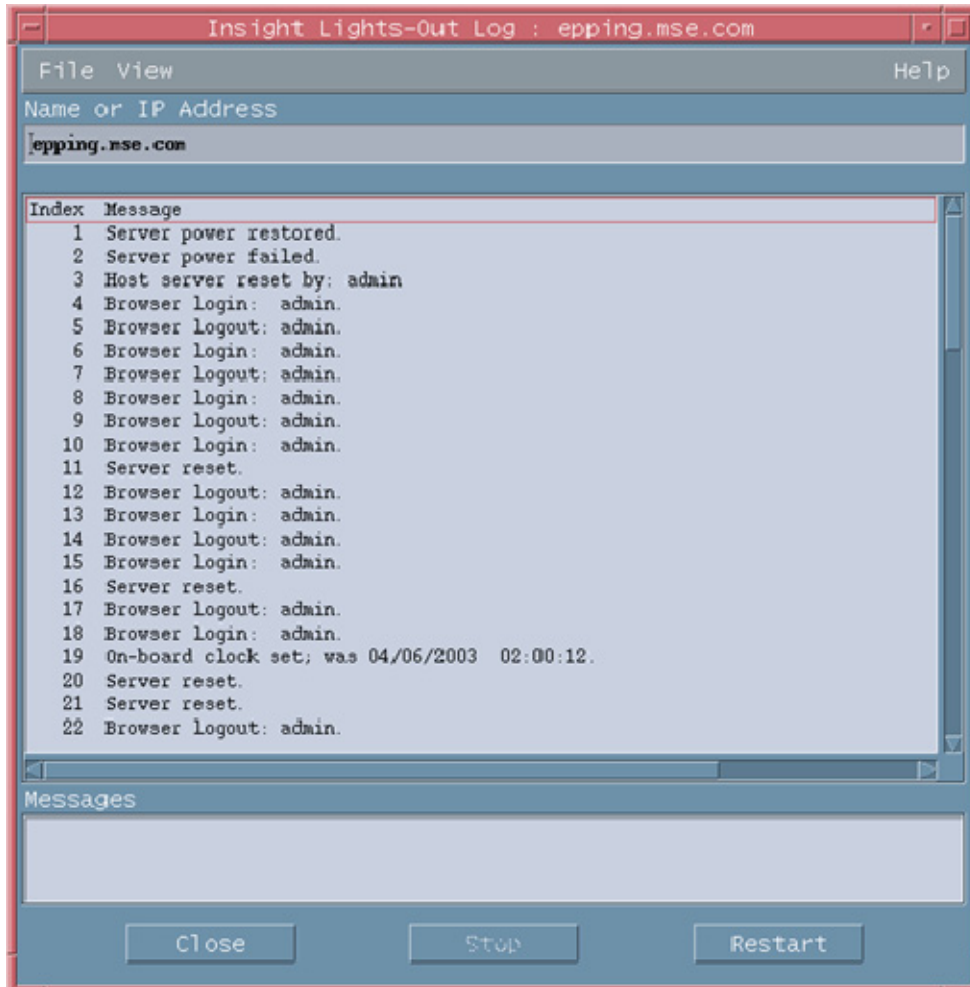 Insight Lights-Out Log : epping.mse.com
File View Help
Name or IP Address
epping.mse.com
Index Message
1 Server power restored.
2 Server power failed.
3 Host server reset by: admin
4 Browser login: admin.
5 Browser logout: admin.
6 Browser login: admin.
7 Browser logout: admin.
8 Browser login: admin.
9 Browser logout: admin.
10 Browser login: admin.
11 Server reset.
12 Browser logout: admin.
13 Browser login: admin.
14 Browser logout: admin.
15 Browser login: admin.
16 Server reset.
17 Browser logout: admin.
18 Browser login: admin.
19 On-board clock set; was 04/06/2003 02:00:12.
20 Server reset.
21 Server reset.
22 Browser logout: admin.
Messages
Close Stop Restart